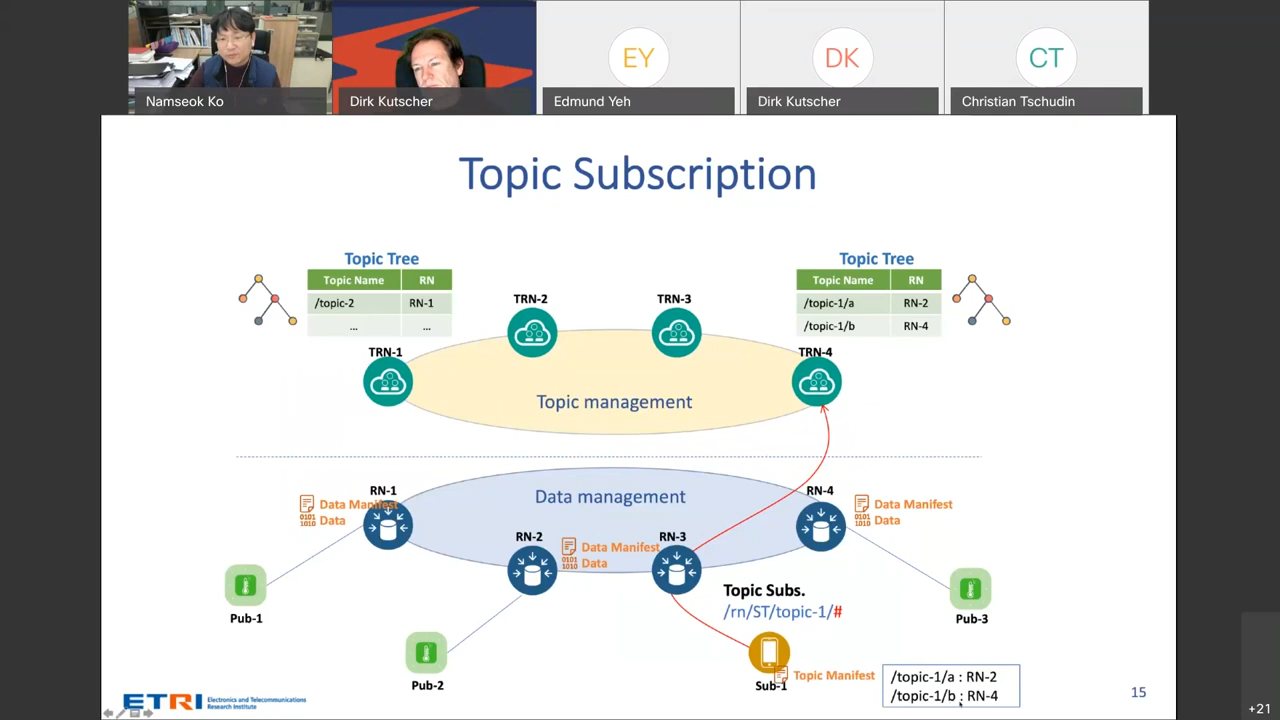 EY
DK
CT
Namseok Ko
Dirk Kutscher
Edmund Yeh
Dirk Kutscher
Christian Tschudin
Topic Subscription
Topic Tree
Topic Name RN
/topic-2 RN-1
... ...
Topic Tree
Topic Name RN
/topic-1/a RN-2
/topic-1/b RN-4
TRN-2
TRN-3
TRN-1
TRN-4
Topic management
Data management
RN-1
Data Manifest
Data
RN-4
Data Manifest
Data
RN-2
Data Manifest
Data
RN-3
Topic Subs.
/rn/ST/topic-1/#
Pub-1
Pub-2
Pub-3
Sub-1
Topic Manifest
/topic-1/a : RN-2
/topic-1/b : RN-4
ETRI Electronics and Telecommunications
Research Institute
15
+21